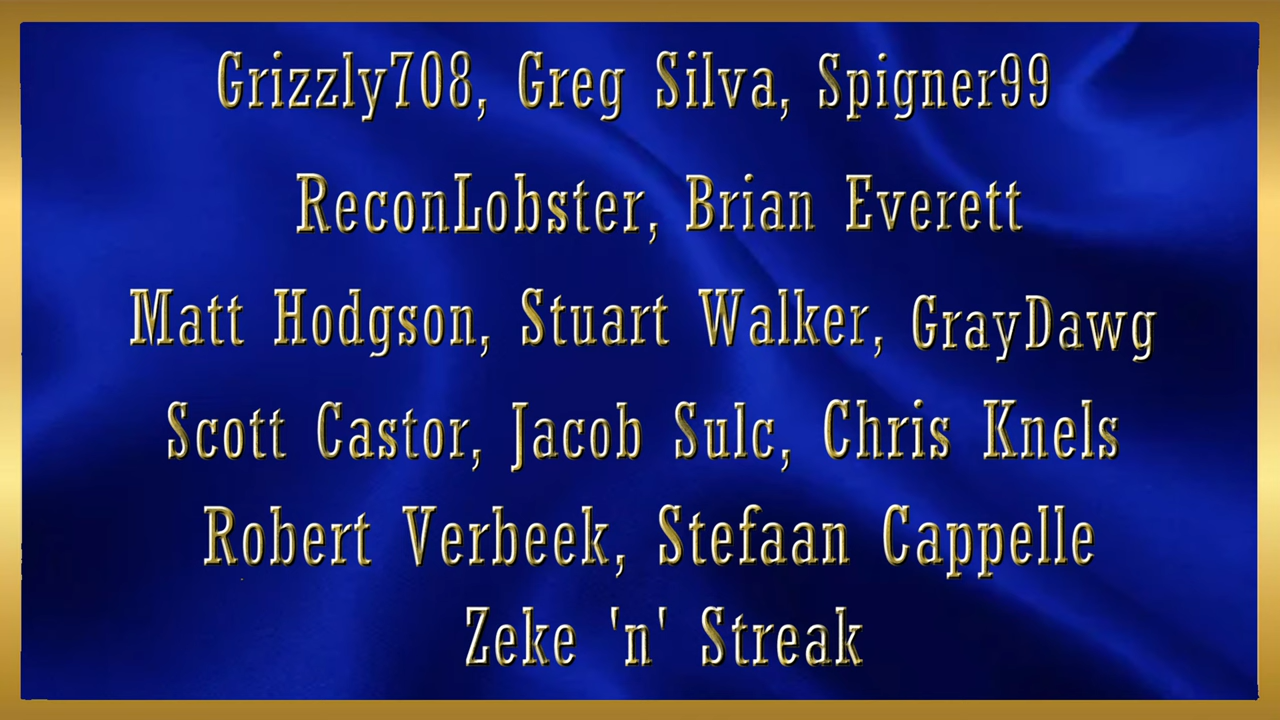 Grizzly708, Greg Silva, Spigner99
ReconLobster, Brian Everett
Matt Hodgson, Stuart Walker, GrayDawg
Scott Castor, Jacob Sulc, Chris Knels
Robert Verbeek, Stefaan Cappelle
Zeke 'n' Streak